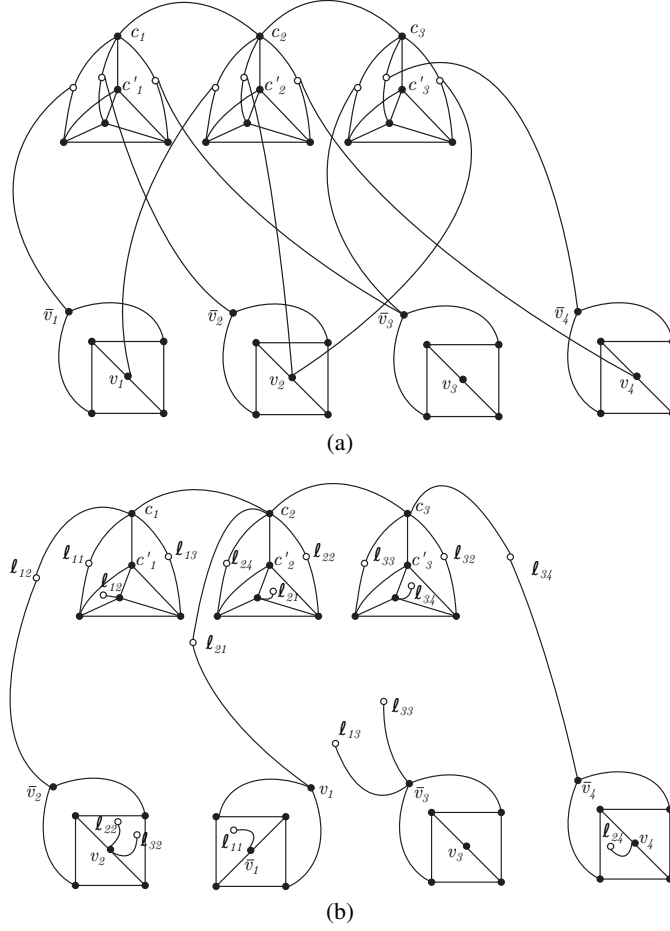 c₁ c₂ c₃
c'₁ c'₂ c'₃
v̄₁ v̄₂ v̄₃ v̄₄
v₁ v₂ v₃ v₄
(a)
c₁ c₂ c₃
ℓ₁₂ ℓ₁₁ c'₁ ℓ₁₃ ℓ₂₄ c'₂ ℓ₂₂ ℓ₃₃ c'₃ ℓ₃₂ ℓ₃₄
ℓ₁₂ ℓ₂₁ ℓ₃₄
ℓ₂₁
ℓ₁₃ ℓ₃₃
v̄₂ v₁ v̄₃ v̄₄
ℓ₂₂ ℓ₃₂ ℓ₁₁ ℓ₂₄
v₂ v̄₁ v₃ v₄
(b)